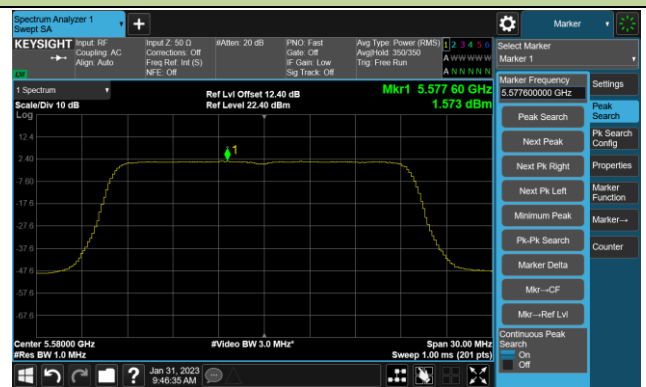 Spectrum Analyzer 1
Swept SA
+
Marker
KEYSIGHT
Input: RF
Coupling: AC
Align: Auto
Input Z: 50 Ω
Corrections: Off
Freq Ref: Int (S)
NFE: Off
#Atten: 20 dB
PNO: Fast
Gate: Off
IF Gain: Low
Sig Track: Off
Avg Type: Power (RMS)
Avg|Hold: 350/350
Trig: Free Run
1 2 3 4 5 6
A W W W W W
A N N N N N
Select Marker
Marker 1
LW
1 Spectrum
Scale/Div 10 dB
Log
Ref Lvl Offset 12.40 dB
Ref Level 22.40 dBm
Mkr1 5.577 60 GHz
1.573 dBm
1
12.4
2.40
-7.60
-17.6
-27.6
-37.6
-47.6
-57.6
-67.6
Center 5.58000 GHz
#Res BW 1.0 MHz
#Video BW 3.0 MHz*
Span 30.00 MHz
Sweep 1.00 ms (201 pts)
Marker Frequency
5.577600000 GHz
Peak Search
Next Peak
Next Pk Right
Next Pk Left
Minimum Peak
Pk-Pk Search
Marker Delta
Mkr→CF
Mkr→Ref Lvl
Continuous Peak
Search
On
Off
Settings
Peak
Search
Pk Search
Config
Properties
Marker
Function
Marker→
Counter
?
Jan 31, 2023
9:46:35 AM